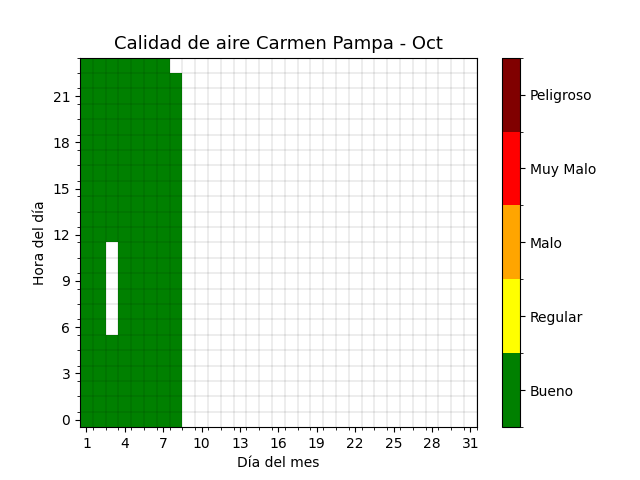 Calidad de aire Carmen Pampa - Oct
Hora del día
21
18
15
12
9
6
3
0
1 4 7 10 13 16 19 22 25 28 31
Día del mes
Peligroso
Muy Malo
Malo
Regular
Bueno